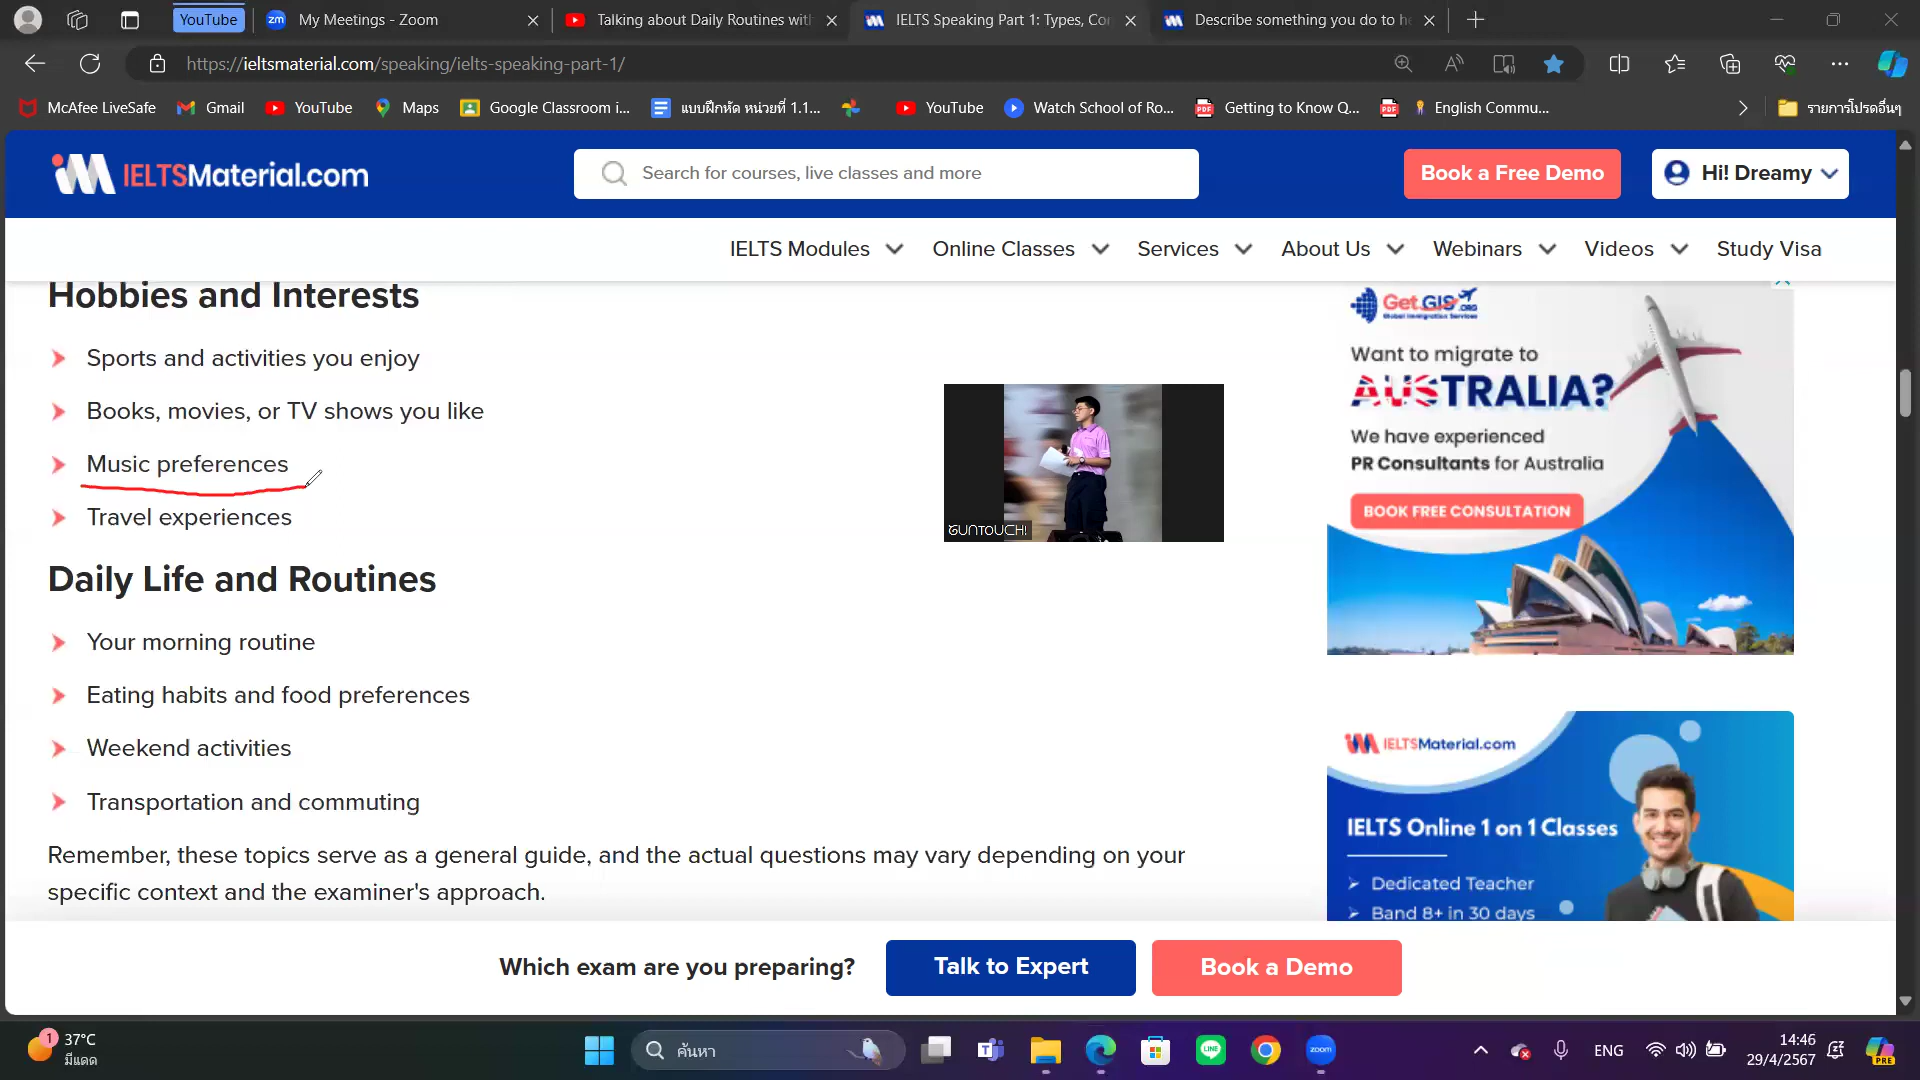 YouTube
My Meetings - Zoom
Talking about Daily Routines wit
IELTS Speaking Part 1: Types, Co
Describe something you do to he
https://ieltsmaterial.com/speaking/ielts-speaking-part-1/
McAfee LiveSafe
Gmail
YouTube
Maps
Google Classroom i...
แบบฝึกหัด หน่วยที่ 1.1...
YouTube
Watch School of Ro...
Getting to Know Q...
English Commu...
รายการโปรดอื่นๆ
IELTSMaterial.com
Search for courses, live classes and more
Book a Free Demo
Hi! Dreamy
IELTS Modules
Online Classes
Services
About Us
Webinars
Videos
Study Visa
Hobbies and Interests
Sports and activities you enjoy
Books, movies, or TV shows you like
Music preferences
Travel experiences
Daily Life and Routines
Your morning routine
Eating habits and food preferences
Weekend activities
Transportation and commuting
Remember, these topics serve as a general guide, and the actual questions may vary depending on your
specific context and the examiner's approach.
GUNTOUCH!
Get GIS.ORG
Global Immigration Services
Want to migrate to
AUSTRALIA?
We have experienced
PR Consultants for Australia
BOOK FREE CONSULTATION
IELTSMaterial.com
IELTS Online 1 on 1 Classes
Dedicated Teacher
Band 8+ in 30 days
Which exam are you preparing?
Talk to Expert
Book a Demo
1
37°C
มีแดด
ค้นหา
zoom
LINE
ENG
14:46
29/4/2567
PRE